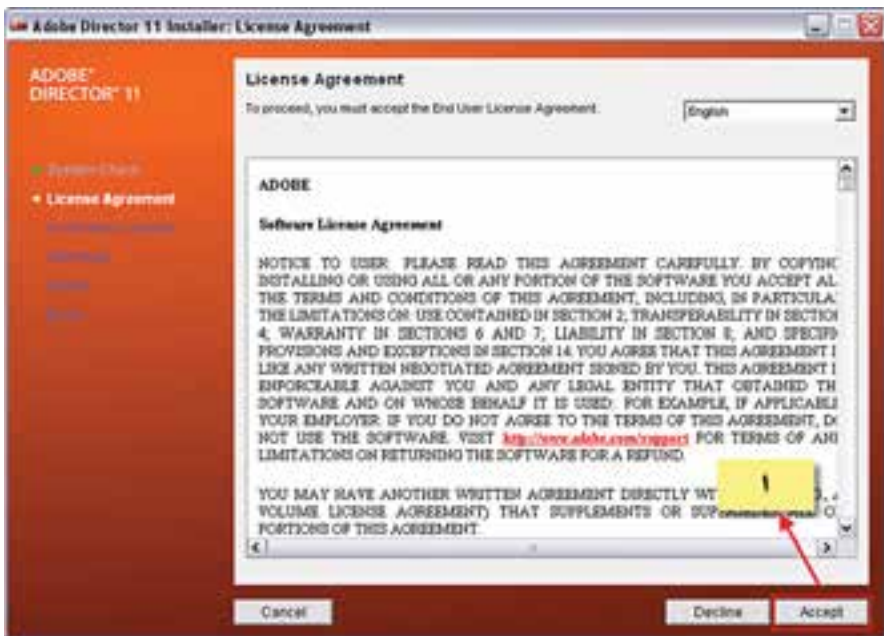 Adobe Director 11 Installer: License Agreement
ADOBE®
DIRECTOR® 11
System Check
License Agreement
License Agreement
To proceed, you must accept the End User License Agreement.
English
ADOBE
Software License Agreement
NOTICE TO USER: PLEASE READ THIS AGREEMENT CAREFULLY. BY COPYING
INSTALLING OR USING ALL OR ANY PORTION OF THE SOFTWARE YOU ACCEPT AL
THE TERMS AND CONDITIONS OF THIS AGREEMENT, INCLUDING, IN PARTICULA
THE LIMITATIONS ON: USE CONTAINED IN SECTION 2; TRANSFERABILITY IN SECTION
4; WARRANTY IN SECTIONS 6 AND 7; LIABILITY IN SECTION 8; AND SPECIFI
PROVISIONS AND EXCEPTIONS IN SECTION 14. YOU AGREE THAT THIS AGREEMENT I
LIKE ANY WRITTEN NEGOTIATED AGREEMENT SIGNED BY YOU. THIS AGREEMENT I
ENFORCEABLE AGAINST YOU AND ANY LEGAL ENTITY THAT OBTAINED TH
SOFTWARE AND ON WHOSE BEHALF IT IS USED: FOR EXAMPLE, IF APPLICABLE
YOUR EMPLOYER. IF YOU DO NOT AGREE TO THE TERMS OF THIS AGREEMENT, DO
NOT USE THE SOFTWARE. VISIT http://www.adobe.com/support FOR TERMS OF AND
LIMITATIONS ON RETURNING THE SOFTWARE FOR A REFUND.
YOU MAY HAVE ANOTHER WRITTEN AGREEMENT DIRECTLY WI
VOLUME LICENSE AGREEMENT) THAT SUPPLEMENTS OR
PORTIONS OF THIS AGREEMENT.
۱
Cancel
Decline
Accept